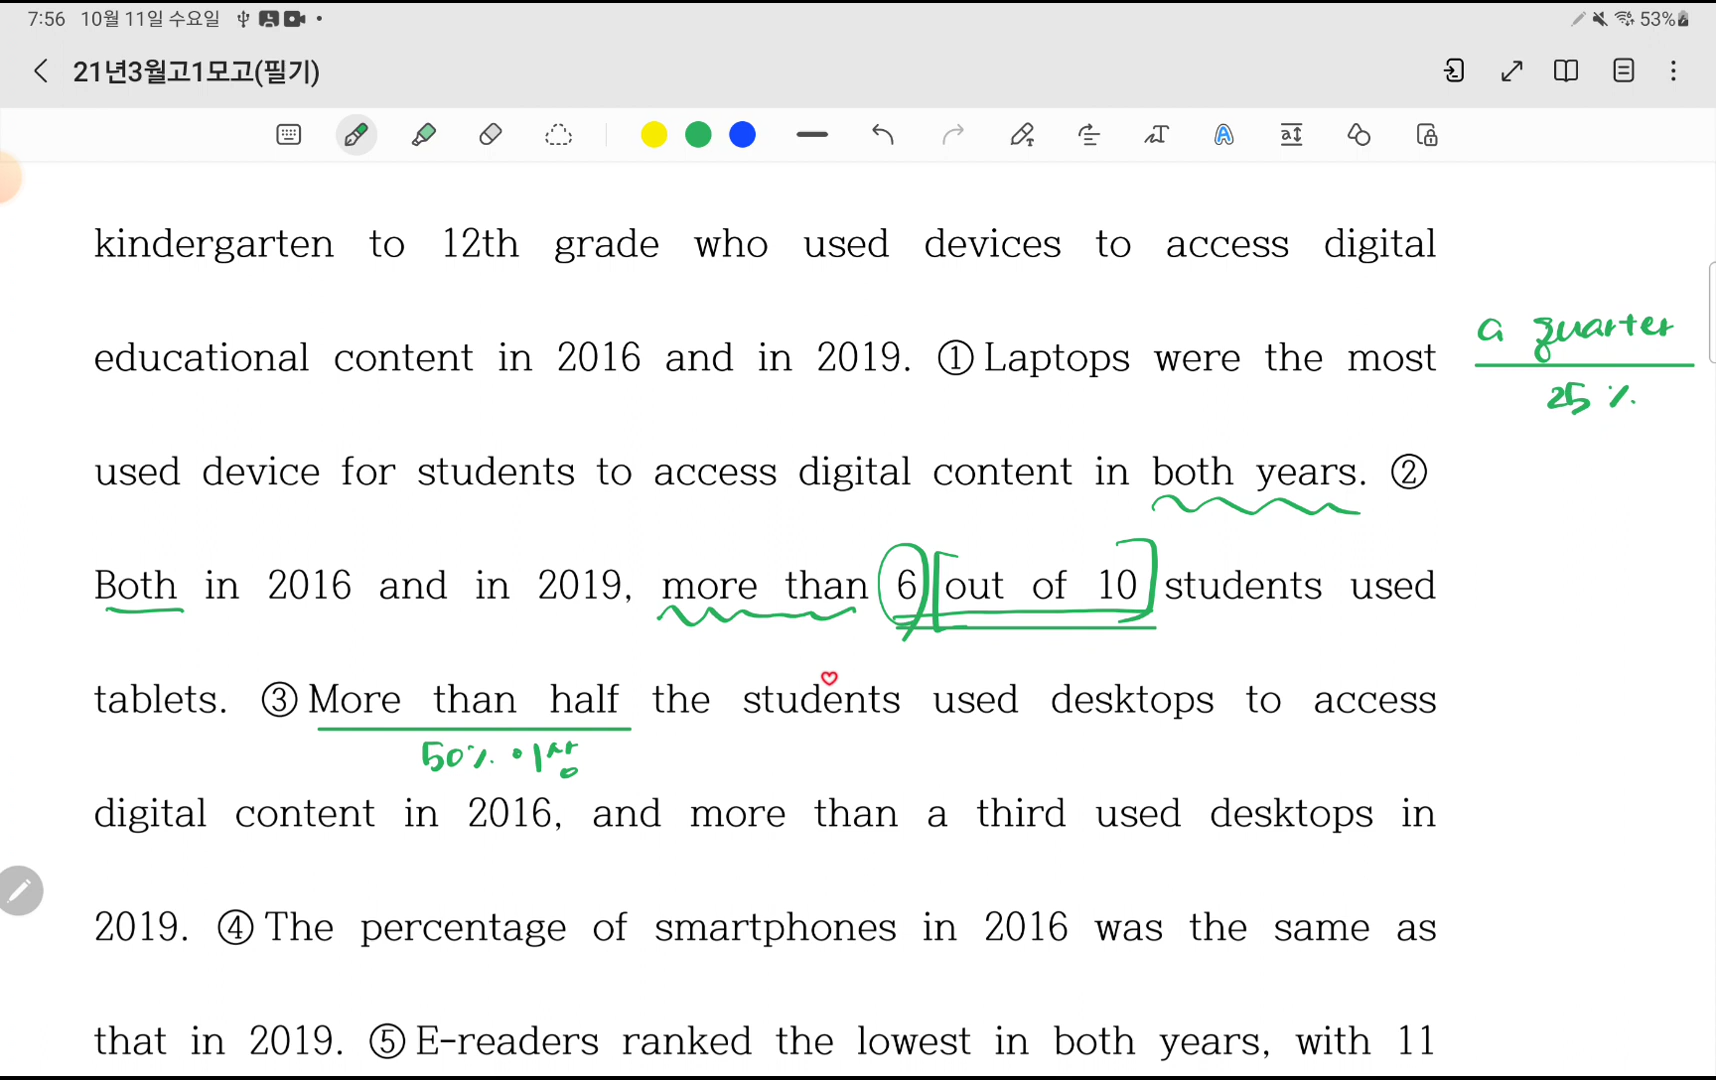 7:56 10월 11일 수요일
53%
21년3월고1모고(필기)
kindergarten to 12th grade who used devices to access digital
a quarter
educational content in 2016 and in 2019. ① Laptops were the most
25 %
used device for students to access digital content in both years. ②
Both in 2016 and in 2019, more than 6 out of 10 students used
tablets. ③ More than half the students used desktops to access
50% 이상
digital content in 2016, and more than a third used desktops in
2019. ④ The percentage of smartphones in 2016 was the same as
that in 2019. ⑤ E-readers ranked the lowest in both years, with 11